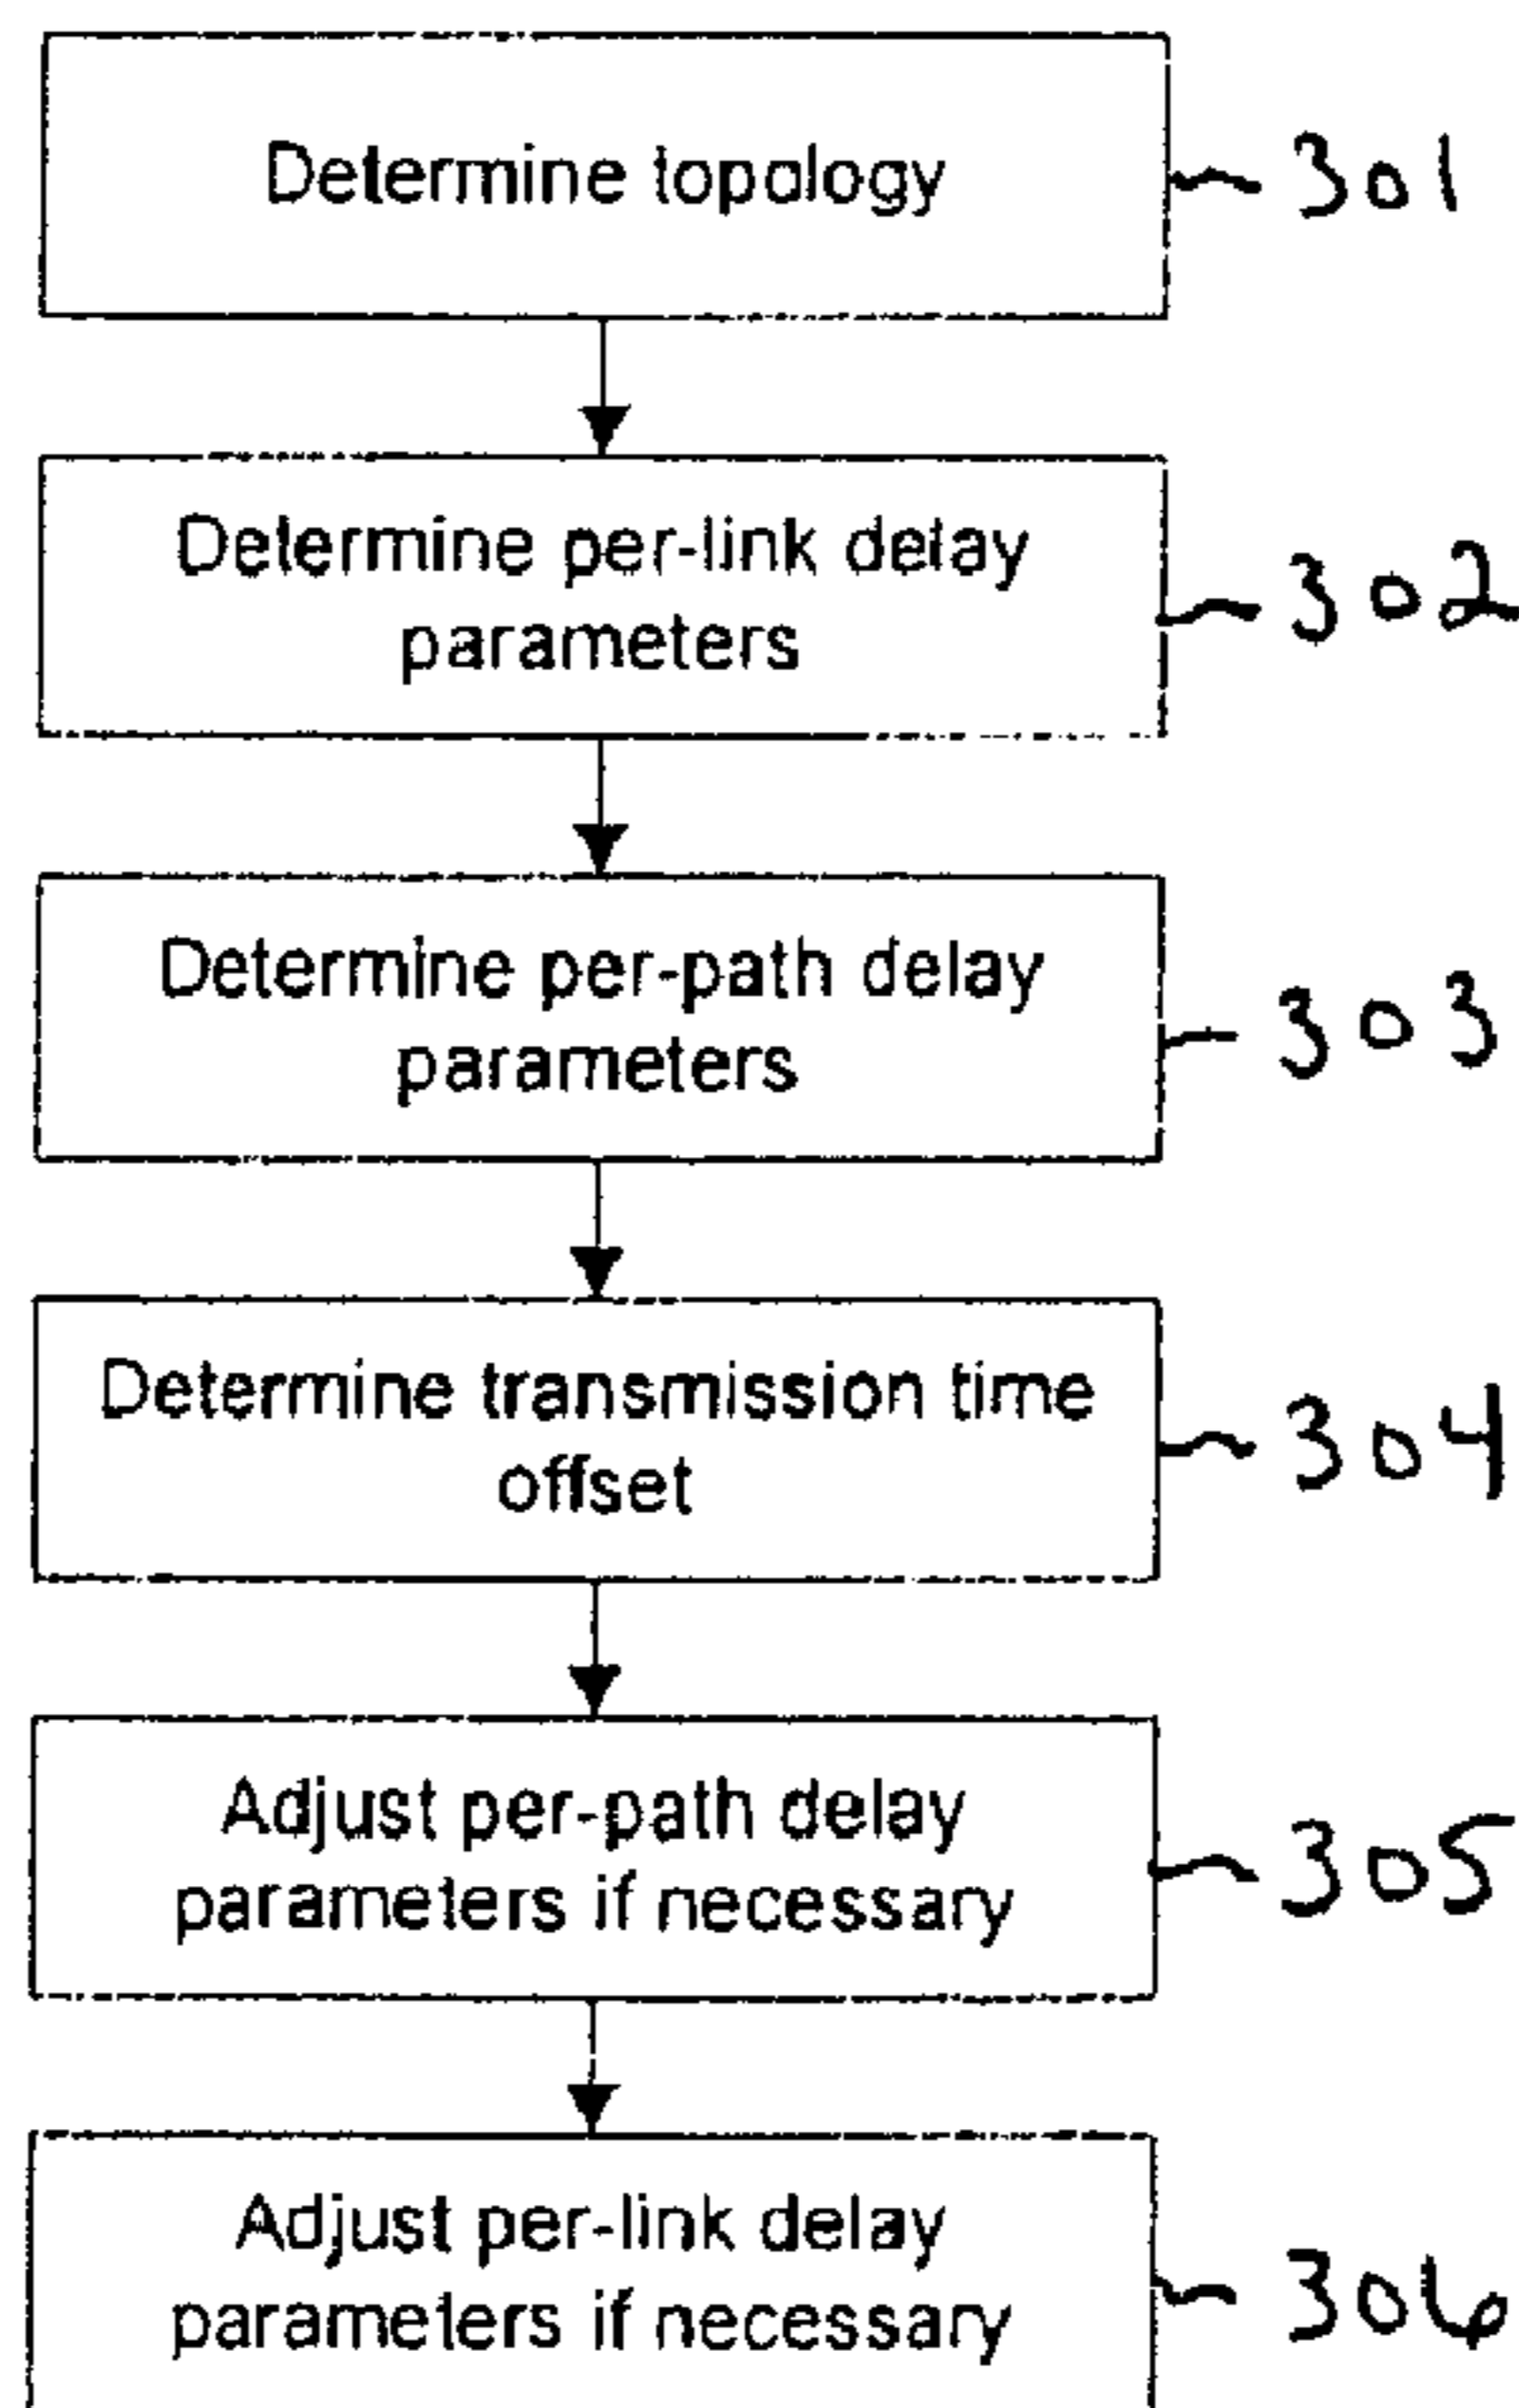 Determine topology
301
Determine per-link delay
parameters
302
Determine per-path delay
parameters
303
Determine transmission time
offset
304
Adjust per-path delay
parameters if necessary
305
Adjust per-link delay
parameters if necessary
306